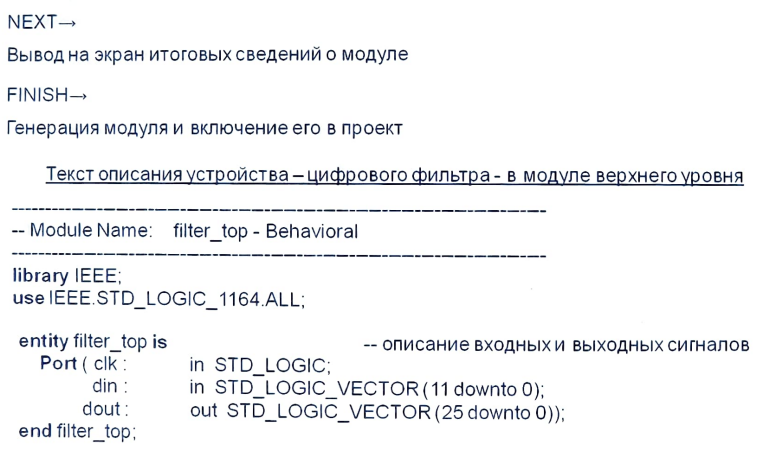 NEXT→
Вывод на экран итоговых сведений о модуле
FINISH→
Генерация модуля и включение его в проект
Текст описания устройства – цифрового фильтра - в модуле верхнего уровня
--------------------------------------------------------------------------------
-- Module Name: filter_top - Behavioral
--------------------------------------------------------------------------------
library IEEE;
use IEEE.STD_LOGIC_1164.ALL;
entity filter_top is -- описание входных и выходных сигналов
Port ( clk : in STD_LOGIC;
din : in STD_LOGIC_VECTOR (11 downto 0);
dout : out STD_LOGIC_VECTOR (25 downto 0));
end filter_top;